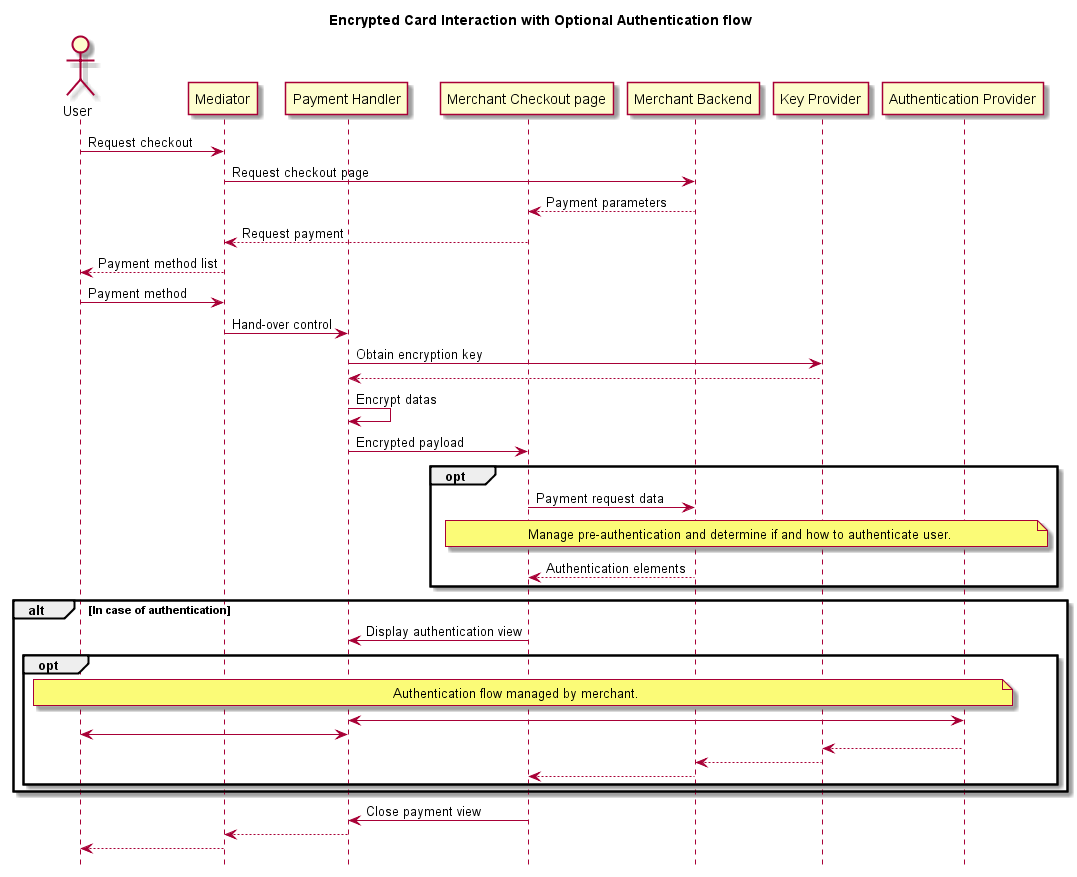 Encrypted Card Interaction with Optional Authentication flow
User
Mediator
Payment Handler
Merchant Checkout page
Merchant Backend
Key Provider
Authentication Provider
Request checkout
Request checkout page
Payment parameters
Request payment
Payment method list
Payment method
Hand-over control
Obtain encryption key
Encrypt datas
Encrypted payload
opt
Payment request data
Manage pre-authentication and determine if and how to authenticate user.
Authentication elements
alt [In case of authentication]
Display authentication view
opt
Authentication flow managed by merchant.
Close payment view